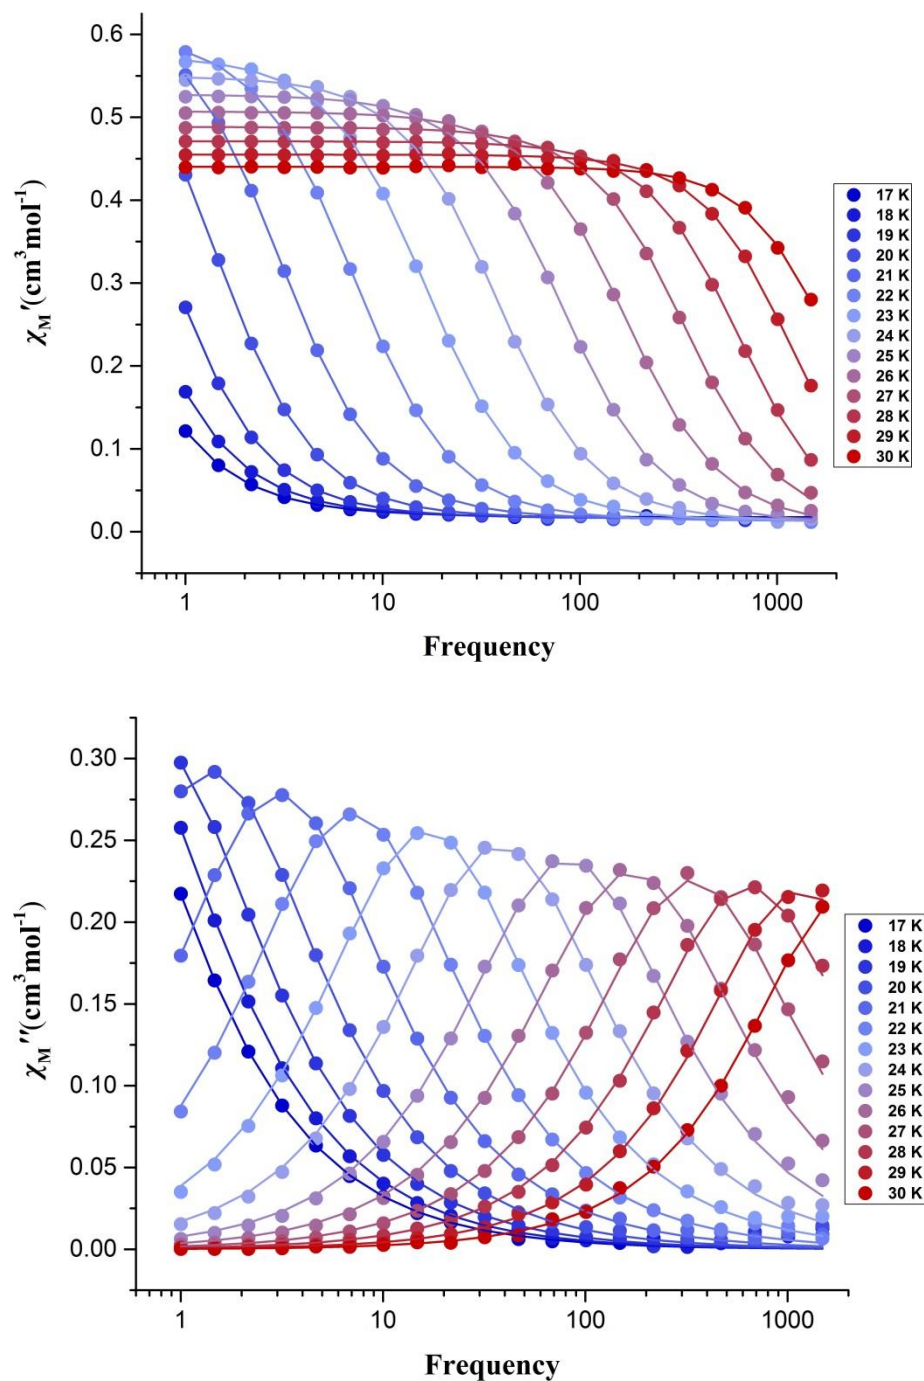 0.6
0.5
0.4
0.3
0.2
0.1
0.0
χM′(cm³mol⁻¹)
1
10
100
1000
Frequency
17 K
18 K
19 K
20 K
21 K
22 K
23 K
24 K
25 K
26 K
27 K
28 K
29 K
30 K
0.30
0.25
0.20
0.15
0.10
0.05
0.00
χM″(cm³mol⁻¹)
1
10
100
1000
Frequency
17 K
18 K
19 K
20 K
21 K
22 K
23 K
24 K
25 K
26 K
27 K
28 K
29 K
30 K